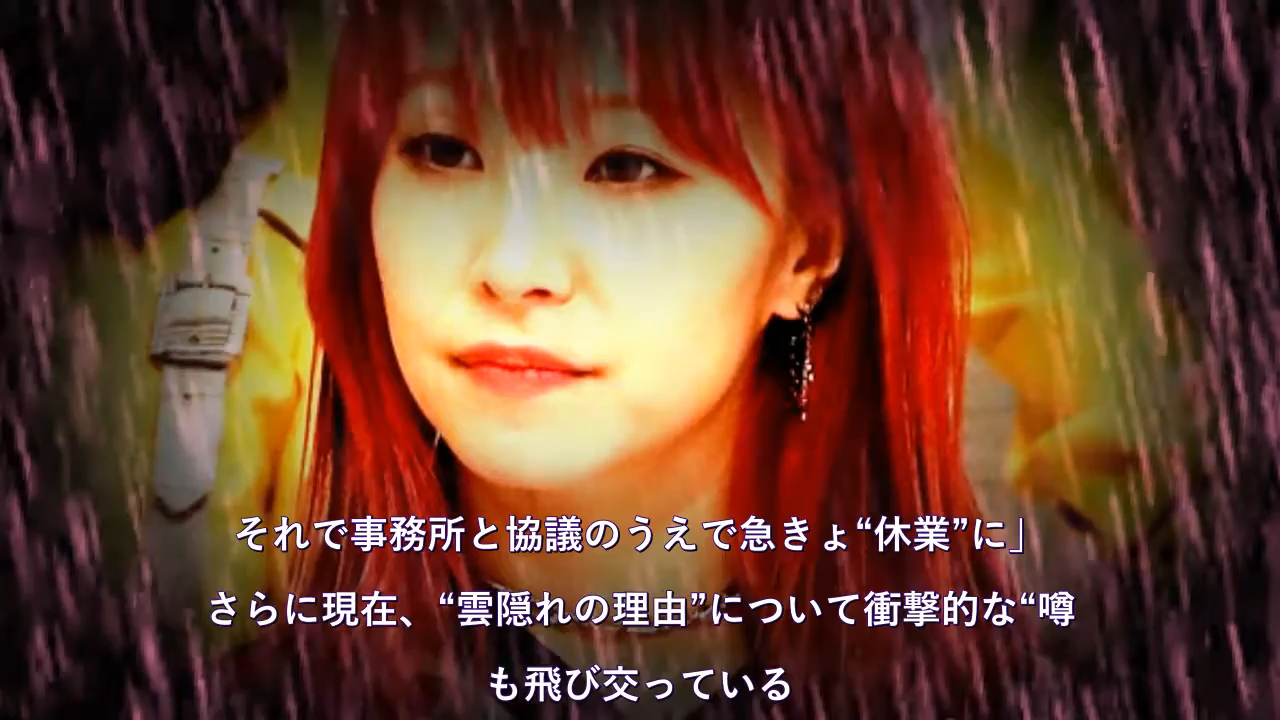 それで事務所と協議のうえで急きょ“休業”に」
さらに現在、“雲隠れの理由”について衝撃的な“噂
も飛び交っている